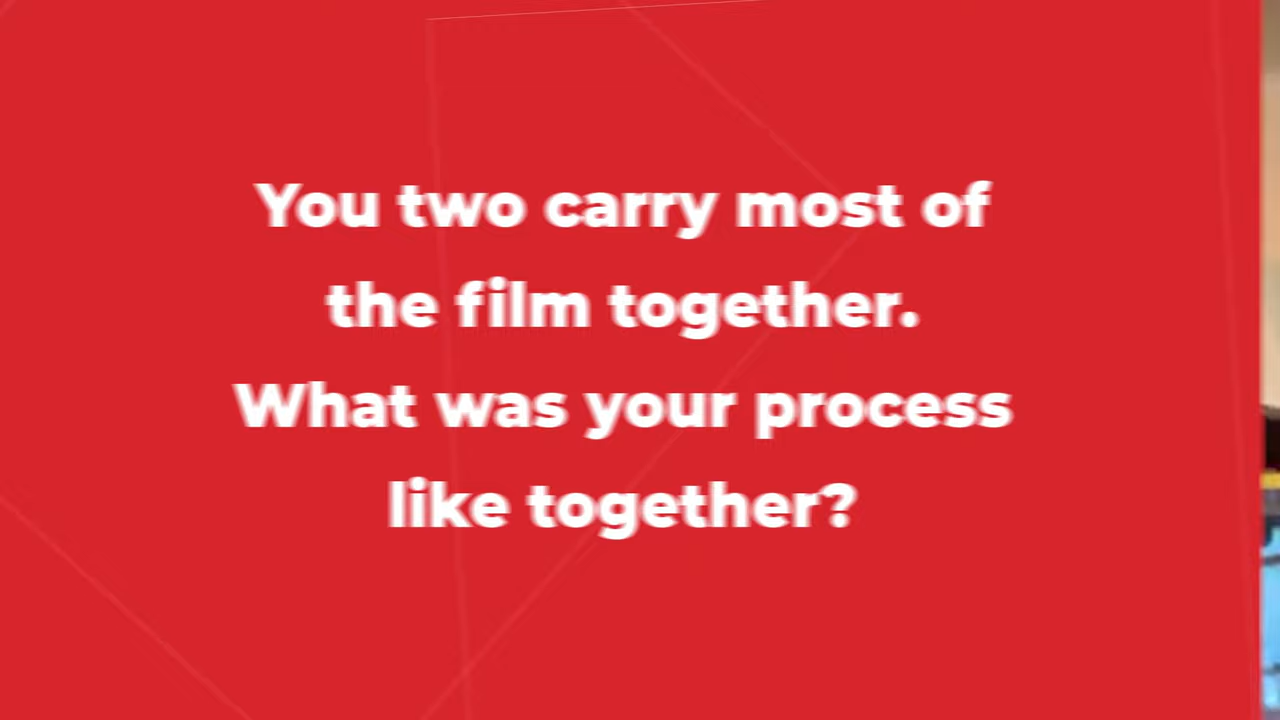 You two carry most of
the film together.
What was your process
like together?